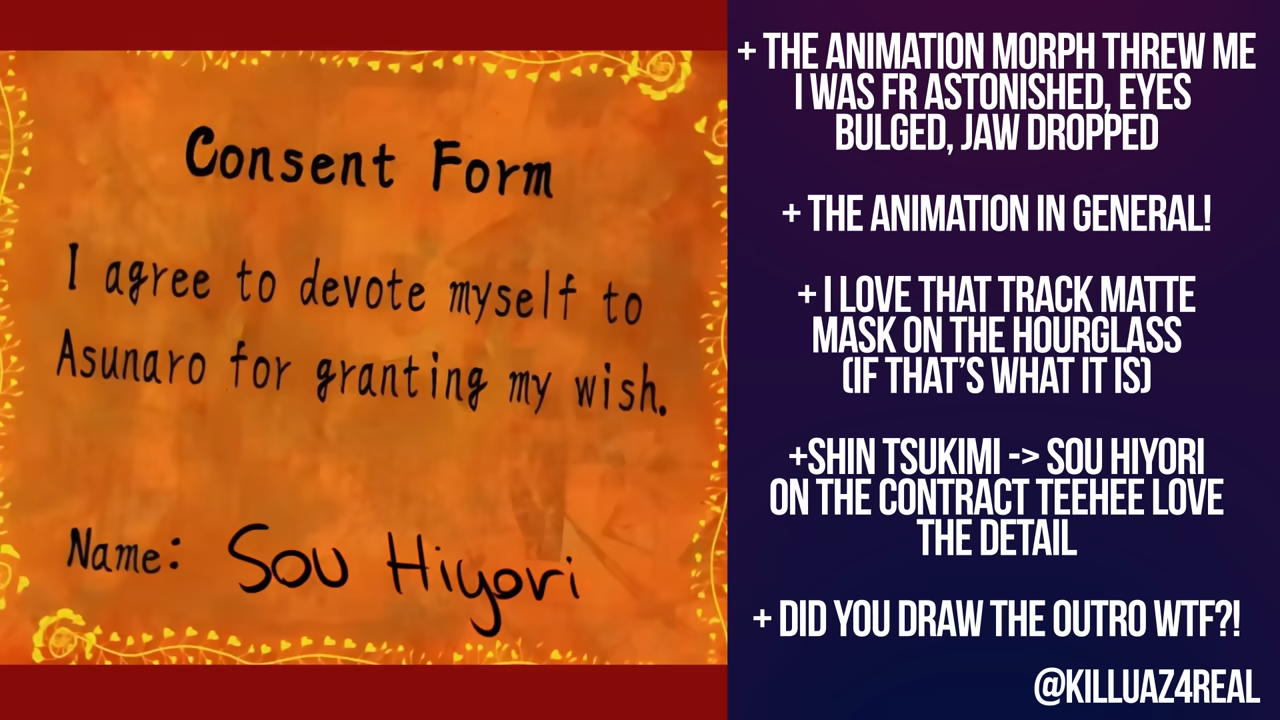 Consent Form
I agree to devote myself to
Asunaro for granting my wish.
Name: Sou Hiyori
+ THE ANIMATION MORPH THREW ME
I WAS FR ASTONISHED, EYES
BULGED, JAW DROPPED
+ THE ANIMATION IN GENERAL!
+ I LOVE THAT TRACK MATTE
MASK ON THE HOURGLASS
(IF THAT'S WHAT IT IS)
+SHIN TSUKIMI -> SOU HIYORI
ON THE CONTRACT TEEHEE LOVE
THE DETAIL
+ DID YOU DRAW THE OUTRO WTF?!
@KILLUAZ4REAL